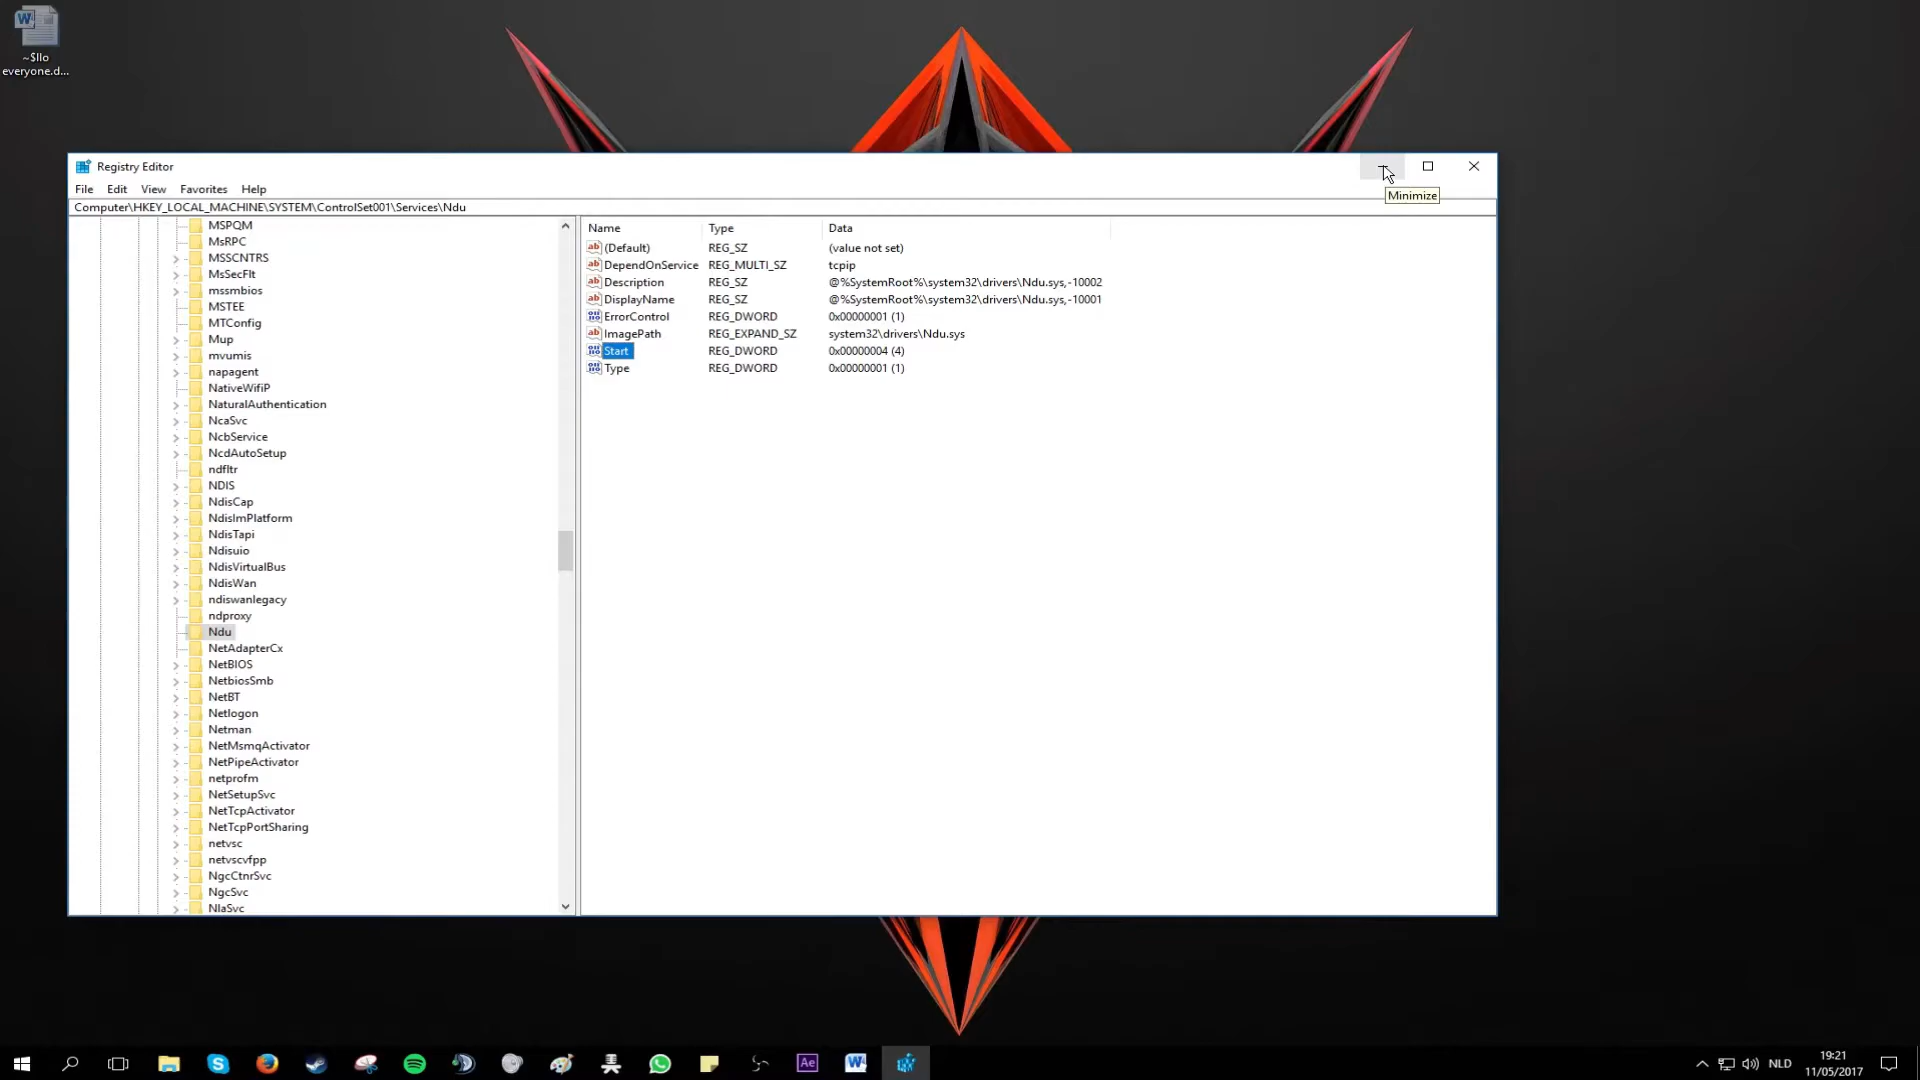 ~$llo
everyone.d...
Registry Editor
Minimize
File Edit View Favorites Help
Computer\HKEY_LOCAL_MACHINE\SYSTEM\ControlSet001\Services\Ndu
MSPQM
MsRPC
MSSCNTRS
MsSecFlt
mssmbios
MSTEE
MTConfig
Mup
mvumis
napagent
NativeWifiP
NaturalAuthentication
NcaSvc
NcbService
NcdAutoSetup
ndfltr
NDIS
NdisCap
NdisImPlatform
NdisTapi
Ndisuio
NdisVirtualBus
NdisWan
ndiswanlegacy
ndproxy
Ndu
NetAdapterCx
NetBIOS
NetbiosSmb
NetBT
Netlogon
Netman
NetMsmqActivator
NetPipeActivator
netprofm
NetSetupSvc
NetTcpActivator
NetTcpPortSharing
netvsc
netvscvfpp
NgcCtnrSvc
NgcSvc
NlaSvc
Name Type Data
(Default) REG_SZ (value not set)
DependOnService REG_MULTI_SZ tcpip
Description REG_SZ @%SystemRoot%\system32\drivers\Ndu.sys,-10002
DisplayName REG_SZ @%SystemRoot%\system32\drivers\Ndu.sys,-10001
ErrorControl REG_DWORD 0x00000001 (1)
ImagePath REG_EXPAND_SZ system32\drivers\Ndu.sys
Start REG_DWORD 0x00000004 (4)
Type REG_DWORD 0x00000001 (1)
Ae
NLD
19:21
11/05/2017